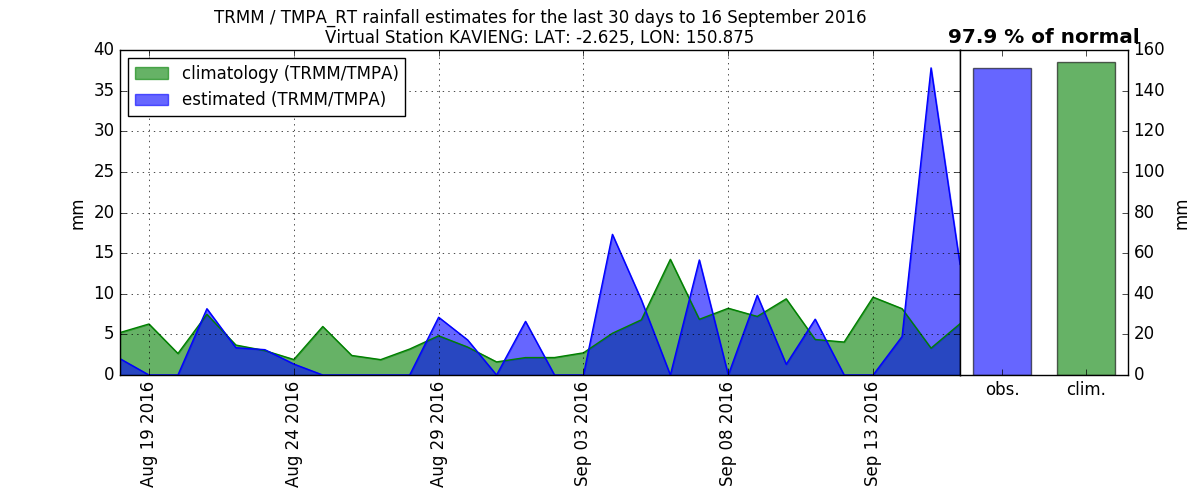 TRMM / TMPA_RT rainfall estimates for the last 30 days to 16 September 2016
Virtual Station KAVIENG: LAT: -2.625, LON: 150.875
97.9 % of normal
climatology (TRMM/TMPA)
estimated (TRMM/TMPA)
40
35
30
25
20
15
10
5
0
mm
160
140
120
100
80
60
40
20
0
mm
Aug 19 2016
Aug 24 2016
Aug 29 2016
Sep 03 2016
Sep 08 2016
Sep 13 2016
obs.
clim.